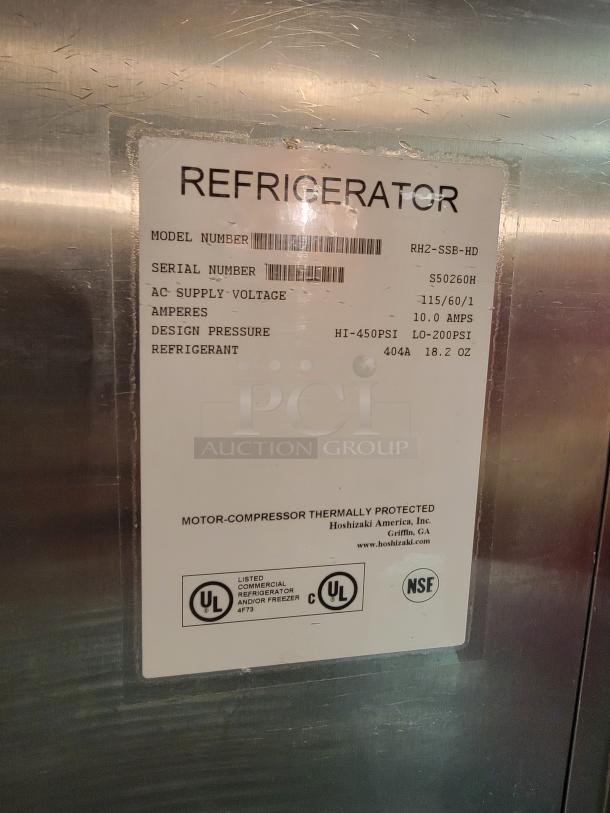 REFRIGERATOR
MODEL NUMBER RH2-SSB-HD
SERIAL NUMBER S50260H
AC SUPPLY VOLTAGE 115/60/1
AMPERES 10.0 AMPS
DESIGN PRESSURE HI-450PSI LO-200PSI
REFRIGERANT 404A 18.2 OZ
PCi
AUCTION GROUP
MOTOR-COMPRESSOR THERMALLY PROTECTED
Hoshizaki America, Inc.
Griffin, GA
www.hoshizaki.com
UL ®
LISTED
COMMERCIAL
REFRIGERATOR
AND/OR FREEZER
4F73
C UL ®
NSF